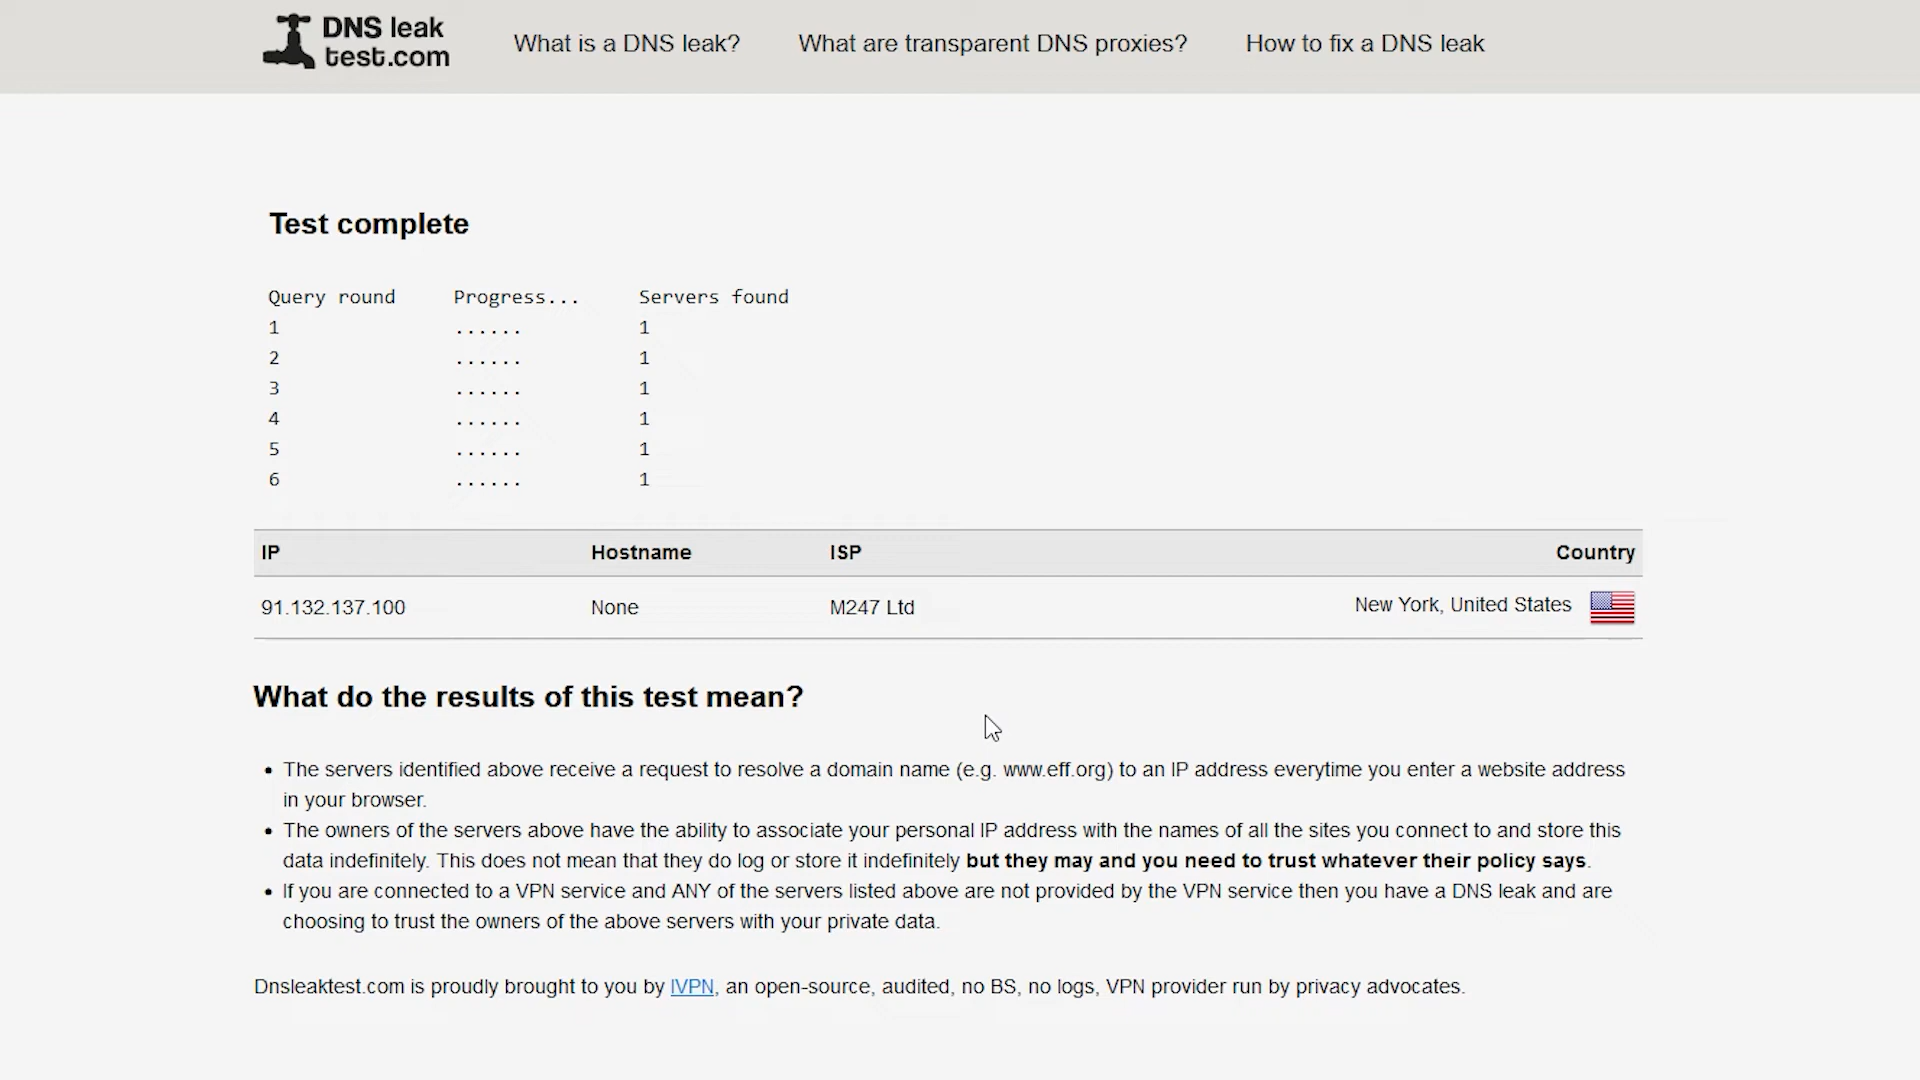 DNS leak
test.com
What is a DNS leak? What are transparent DNS proxies? How to fix a DNS leak
Test complete
Query round Progress... Servers found
1 ...... 1
2 ...... 1
3 ...... 1
4 ...... 1
5 ...... 1
6 ...... 1
IP Hostname ISP Country
91.132.137.100 None M247 Ltd New York, United States
What do the results of this test mean?
• The servers identified above receive a request to resolve a domain name (e.g. www.eff.org) to an IP address everytime you enter a website address
in your browser.
• The owners of the servers above have the ability to associate your personal IP address with the names of all the sites you connect to and store this
data indefinitely. This does not mean that they do log or store it indefinitely but they may and you need to trust whatever their policy says.
• If you are connected to a VPN service and ANY of the servers listed above are not provided by the VPN service then you have a DNS leak and are
choosing to trust the owners of the above servers with your private data.
Dnsleaktest.com is proudly brought to you by IVPN, an open-source, audited, no BS, no logs, VPN provider run by privacy advocates.